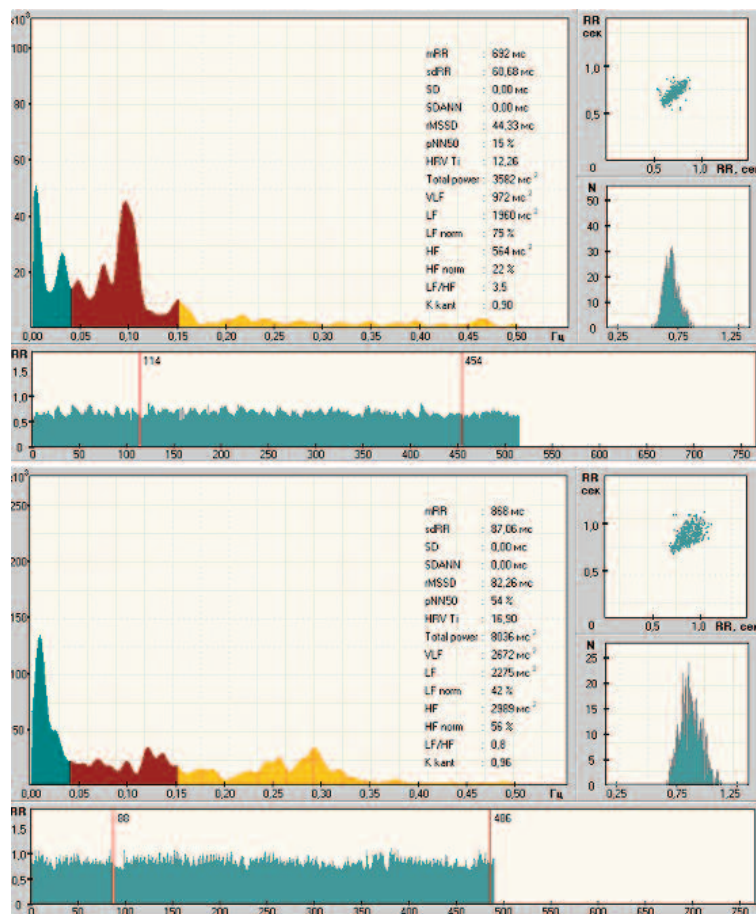 x10³
100
80
60
40
20
0,00 0,05 0,10 0,15 0,20 0,25 0,30 0,35 0,40 0,45 0,50 Гц
mRR : 692 мс
sdRR : 60,68 мс
SD : 0,00 мс
SDANN : 0,00 мс
rMSSD : 44,33 мс
pNN50 : 15 %
HRV Ti : 12,26
Total power : 3582 мс²
VLF : 972 мс²
LF : 1960 мс²
LF norm : 75 %
HF : 564 мс²
HF norm : 22 %
LF/HF : 3.5
K kant : 0,90
RR
сек
1,0
0,5
0 0,5 1,0 RR, сек
N
50
40
30
20
10
0
0,25 0,75 1,25
RR
1,5
1,0
0,5
0
114 454
0 50 100 150 200 250 300 350 400 450 500 550 600 650 700 750
x10³
250
200
150
100
50
0,00 0,05 0,10 0,15 0,20 0,25 0,30 0,35 0,40 0,45 0,50 Гц
mRR : 868 мс
sdRR : 87,06 мс
SD : 0,00 мс
SDANN : 0,00 мс
rMSSD : 82,26 мс
pNN50 : 54 %
HRV Ti : 16,90
Total power : 8036 мс²
VLF : 2672 мс²
LF : 2275 мс²
LF norm : 42 %
HF : 2989 мс²
HF norm : 56 %
LF/HF : 0,8
K kant : 0,96
RR
сек
1,0
0,5
0 0,5 1,0 RR, сек
N
25
20
15
10
5
0
0,25 0,75 1,25
RR
1,5
1,0
0,5
0
88 486
0 50 100 150 200 250 300 350 400 450 500 550 600 650 700 750